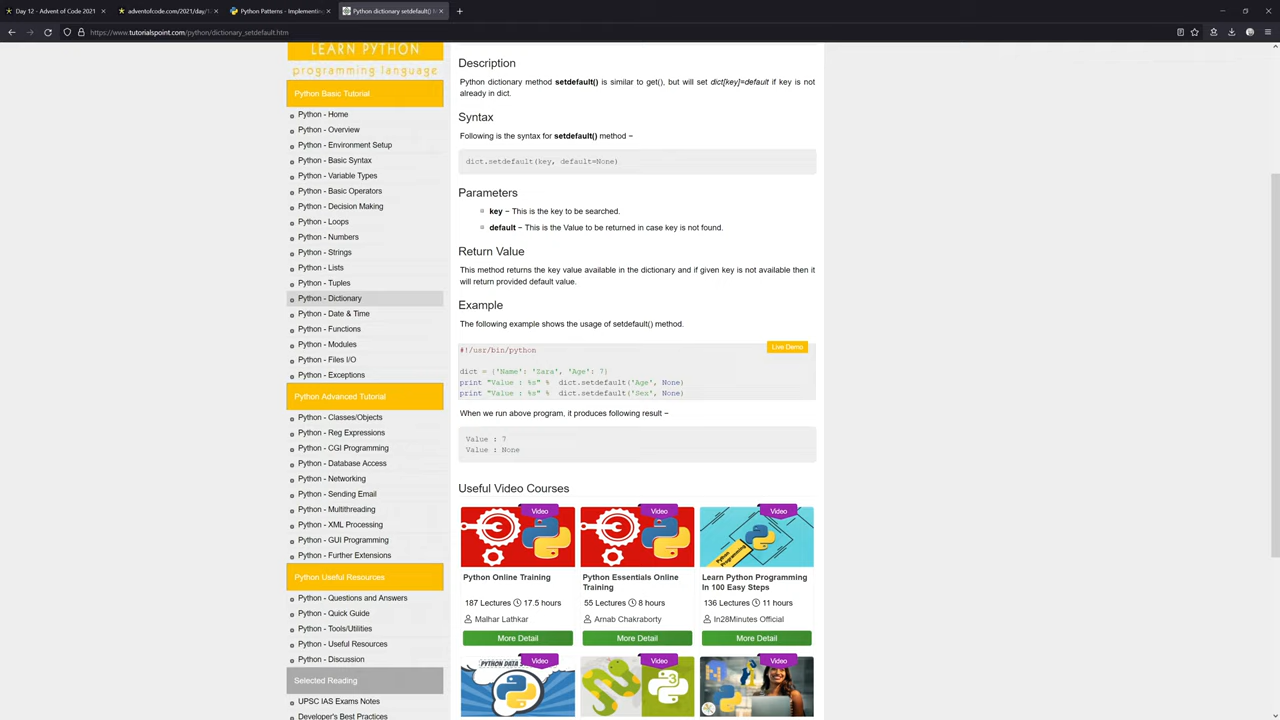 Day 12 - Advent of Code 2021
adventofcode.com/2021/day/12
Python Patterns - Implementing
Python dictionary setdefault()
https://www.tutorialspoint.com/python/dictionary_setdefault.htm
LEARN PYTHON
programming language
Python Basic Tutorial
Python - Home
Python - Overview
Python - Environment Setup
Python - Basic Syntax
Python - Variable Types
Python - Basic Operators
Python - Decision Making
Python - Loops
Python - Numbers
Python - Strings
Python - Lists
Python - Tuples
Python - Dictionary
Python - Date & Time
Python - Functions
Python - Modules
Python - Files I/O
Python - Exceptions
Python Advanced Tutorial
Python - Classes/Objects
Python - Reg Expressions
Python - CGI Programming
Python - Database Access
Python - Networking
Python - Sending Email
Python - Multithreading
Python - XML Processing
Python - GUI Programming
Python - Further Extensions
Python Useful Resources
Python - Questions and Answers
Python - Quick Guide
Python - Tools/Utilities
Python - Useful Resources
Python - Discussion
Selected Reading
UPSC IAS Exams Notes
Developer's Best Practices
Description
Python dictionary method setdefault() is similar to get(), but will set dict[key]=default if key is not
already in dict.
Syntax
Following is the syntax for setdefault() method −
dict.setdefault(key, default=None)
Parameters
key − This is the key to be searched.
default − This is the Value to be returned in case key is not found.
Return Value
This method returns the key value available in the dictionary and if given key is not available then it
will return provided default value.
Example
The following example shows the usage of setdefault() method.
Live Demo
#!/usr/bin/python
dict = {'Name': 'Zara', 'Age': 7}
print "Value : %s" %  dict.setdefault('Age', None)
print "Value : %s" %  dict.setdefault('Sex', None)
When we run above program, it produces following result −
Value : 7
Value : None
Useful Video Courses
Video
Video
Video
Python Programming
Python Online Training
Python Essentials Online
Training
Learn Python Programming
In 100 Easy Steps
187 Lectures 17.5 hours
55 Lectures 8 hours
136 Lectures 11 hours
Malhar Lathkar
Arnab Chakraborty
In28Minutes Official
More Detail
More Detail
More Detail
Video
Video
Video
PYTHON DATA
3